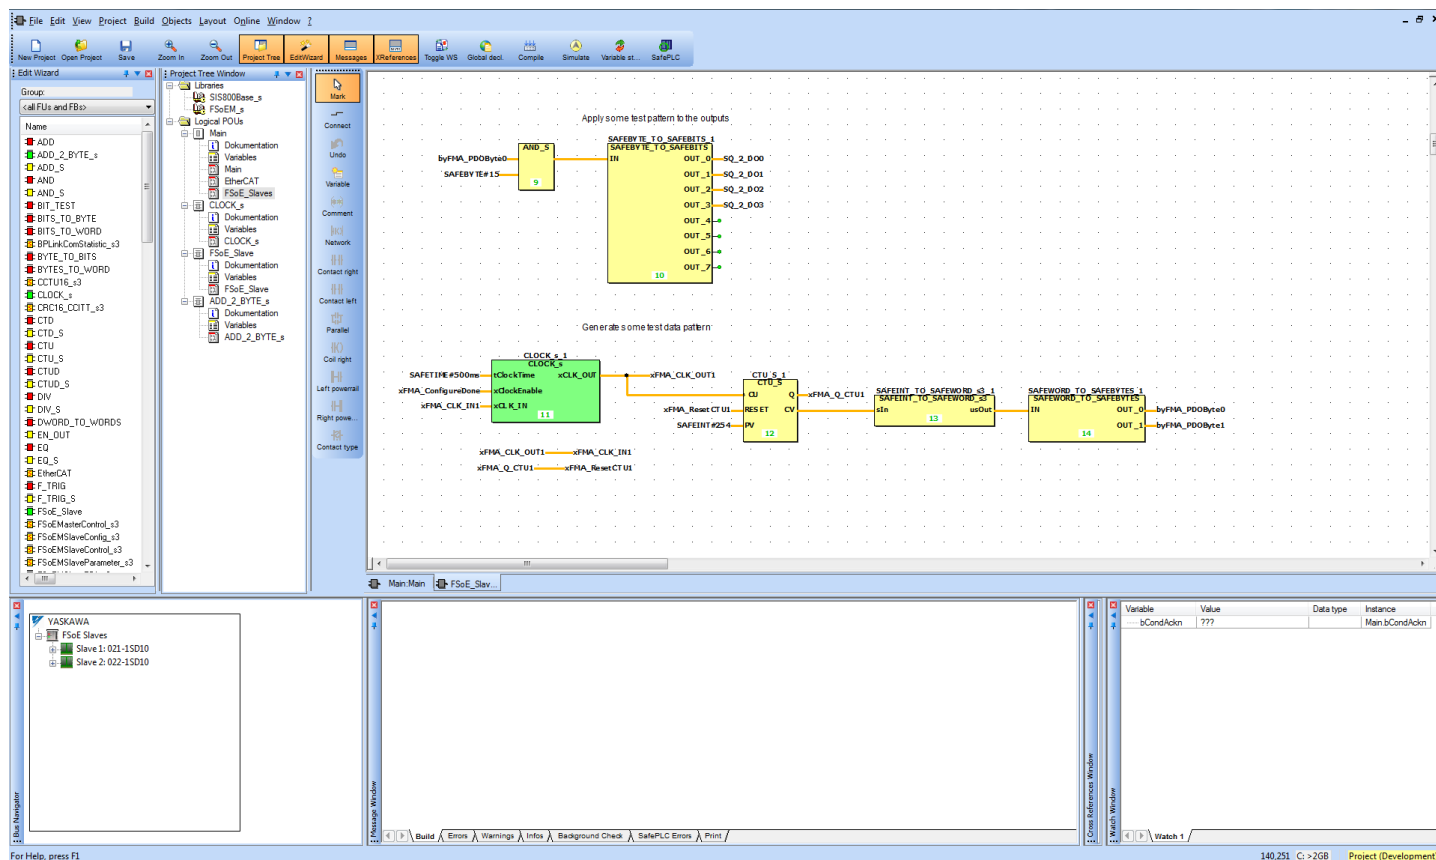 File Edit View Project Build Objects Layout Online Window ?
New Project Open Project Save Zoom In Zoom Out Project Tree EditWizard Messages XReferences Toggle WS Global decl. Compile Simulate Variable st... SafePLC
Edit Wizard
Group:
<all FUs and FBs>
Name
ADD
ADD_2_BYTE_s
ADD_S
AND
AND_S
BIT_TEST
BITS_TO_BYTE
BITS_TO_WORD
BPLinkComStatistic_s3
BYTE_TO_BITS
BYTES_TO_WORD
CCTU16_s3
CLOCK_s
CRC16_CCITT_s3
CTD
CTD_S
CTU
CTU_S
CTUD
CTUD_S
DIV
DIV_S
DWORD_TO_WORDS
EN_OUT
EQ
EQ_S
EtherCAT
F_TRIG
F_TRIG_S
FSoE_Slave
FSoEMasterControl_s3
FSoEMSlaveConfig_s3
FSoEMSlaveControl_s3
FSoEMSlaveParameter_s3
Project Tree Window
Libraries
SIS800Base_s
FSoEM_s
Logical POUs
Main
Dokumentation
Variables
Main
EtherCAT
FSoE_Slaves
CLOCK_s
Dokumentation
Variables
CLOCK_s
FSoE_Slave
Dokumentation
Variables
FSoE_Slave
ADD_2_BYTE_s
Dokumentation
Variables
ADD_2_BYTE_s
Mark
Connect
Undo
Variable
Comment
Network
Contact right
Contact left
Parallel
Coil right
Left powerrail
Right powe...
Contact type
Apply some test pattern to the outputs
SAFEBYTE_TO_SAFEBITS_1
AND_S SAFEBYTE_TO_SAFEBITS
byFMA_PDOByte0 IN OUT_0 SQ_2_DO0
SAFEBYTE#15 OUT_1 SQ_2_DO1
9 OUT_2 SQ_2_DO2
OUT_3 SQ_2_DO3
OUT_4
OUT_5
OUT_6
OUT_7
10
Generate some test data pattern
CLOCK_s_1
CLOCK_s
SAFETIME#500ms tClockTime xCLK_OUT xFMA_CLK_OUT1
xFMA_ConfigureDone xClockEnable
xFMA_CLK_IN1 xCLK_IN
11
CTU_S_1
CTU_S
CU Q xFMA_Q_CTU1
xFMA_ResetCTU1 RESET CV
SAFEINT#254 PV
12
SAFEINT_TO_SAFEWORD_s3_1
SAFEINT_TO_SAFEWORD_s3
sIn usOut
13
SAFEWORD_TO_SAFEBYTES_1
SAFEWORD_TO_SAFEBYTES
IN OUT_0 byFMA_PDOByte0
OUT_1 byFMA_PDOByte1
14
xFMA_CLK_OUT1 xFMA_CLK_IN1
xFMA_Q_CTU1 xFMA_ResetCTU1
Main:Main FSoE_Slav...
YASKAWA
FSoE Slaves
Slave 1: 021-1SD10
Slave 2: 022-1SD10
Bus Navigator
Message Window
Build Errors Warnings Infos Background Check SafePLC Errors Print
Cross References Window
Watch Window
Variable Value Data type Instance
bCondAckn ??? Main.bCondAckn
Watch 1
For Help, press F1
140,251 C: >2GB Project (Development)